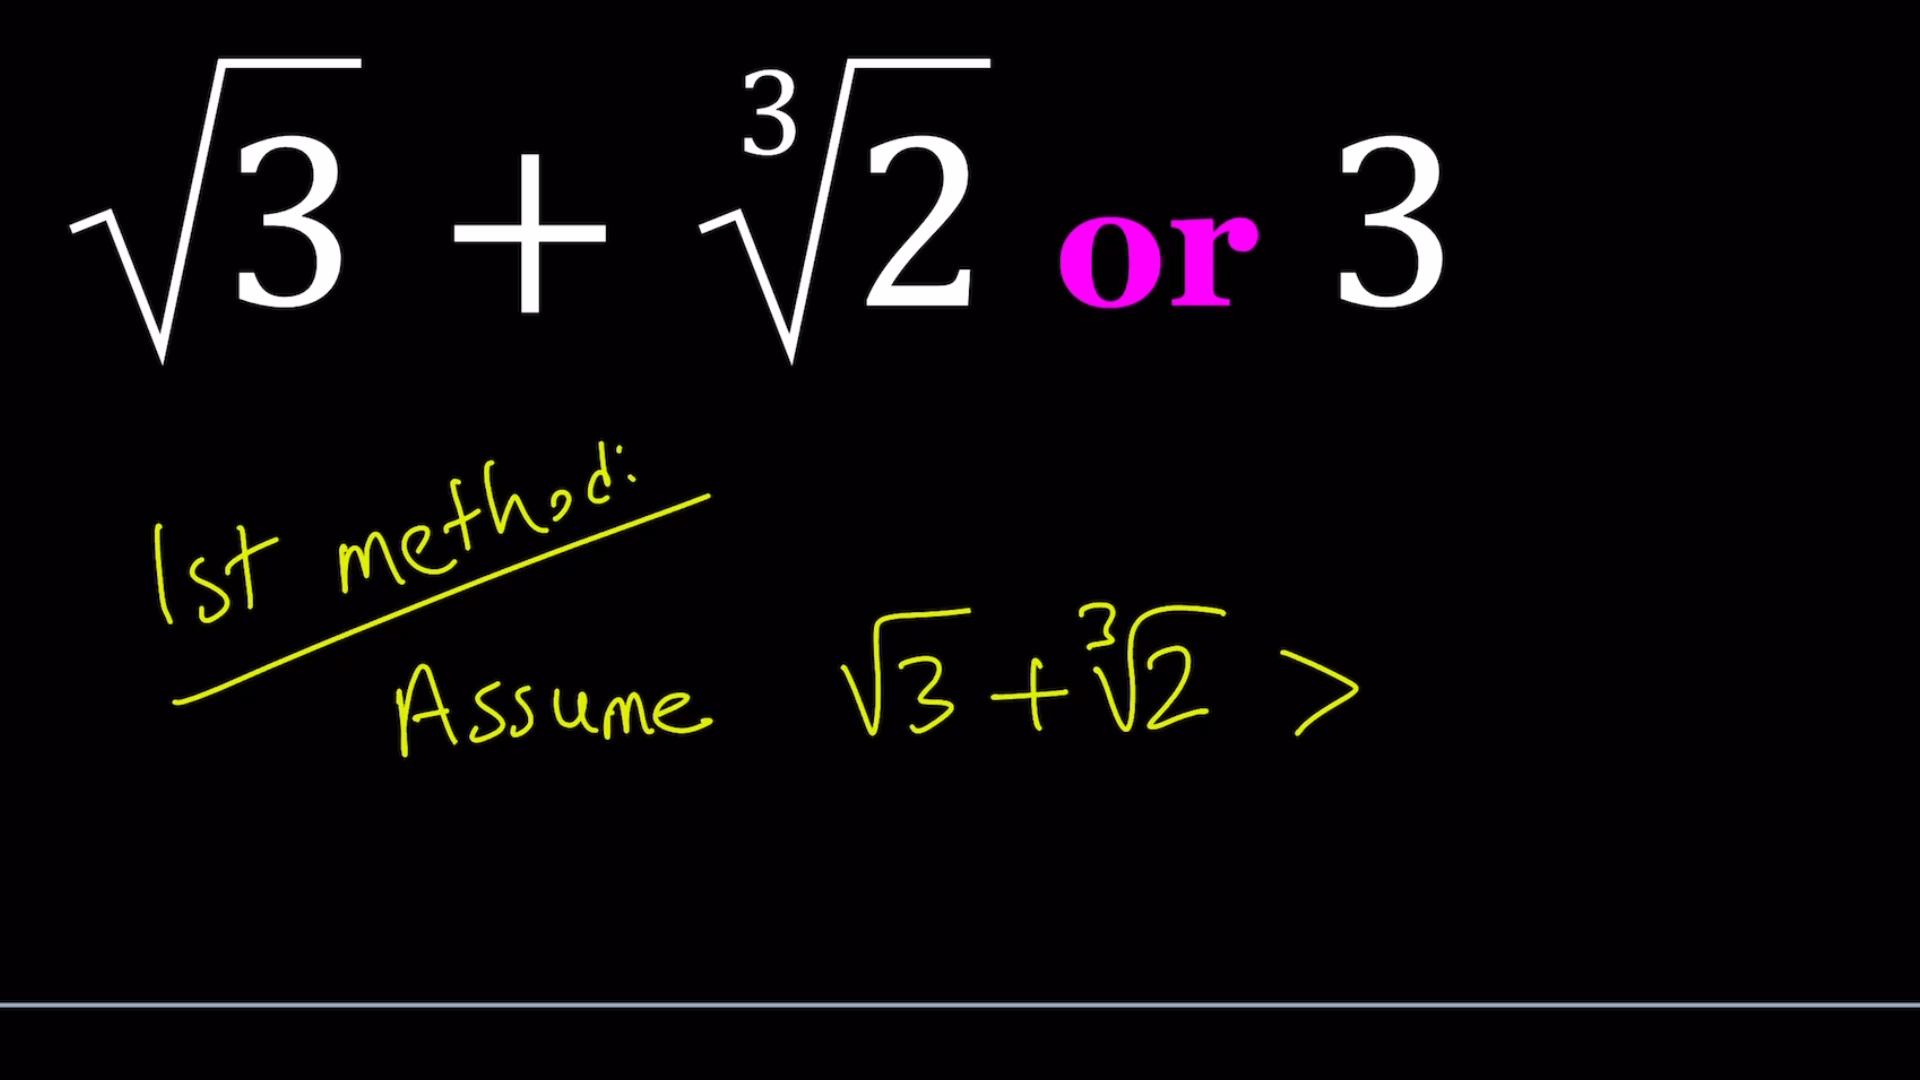 √3 + ∛2 or 3
1st method:
Assume √3 + ∛2 >